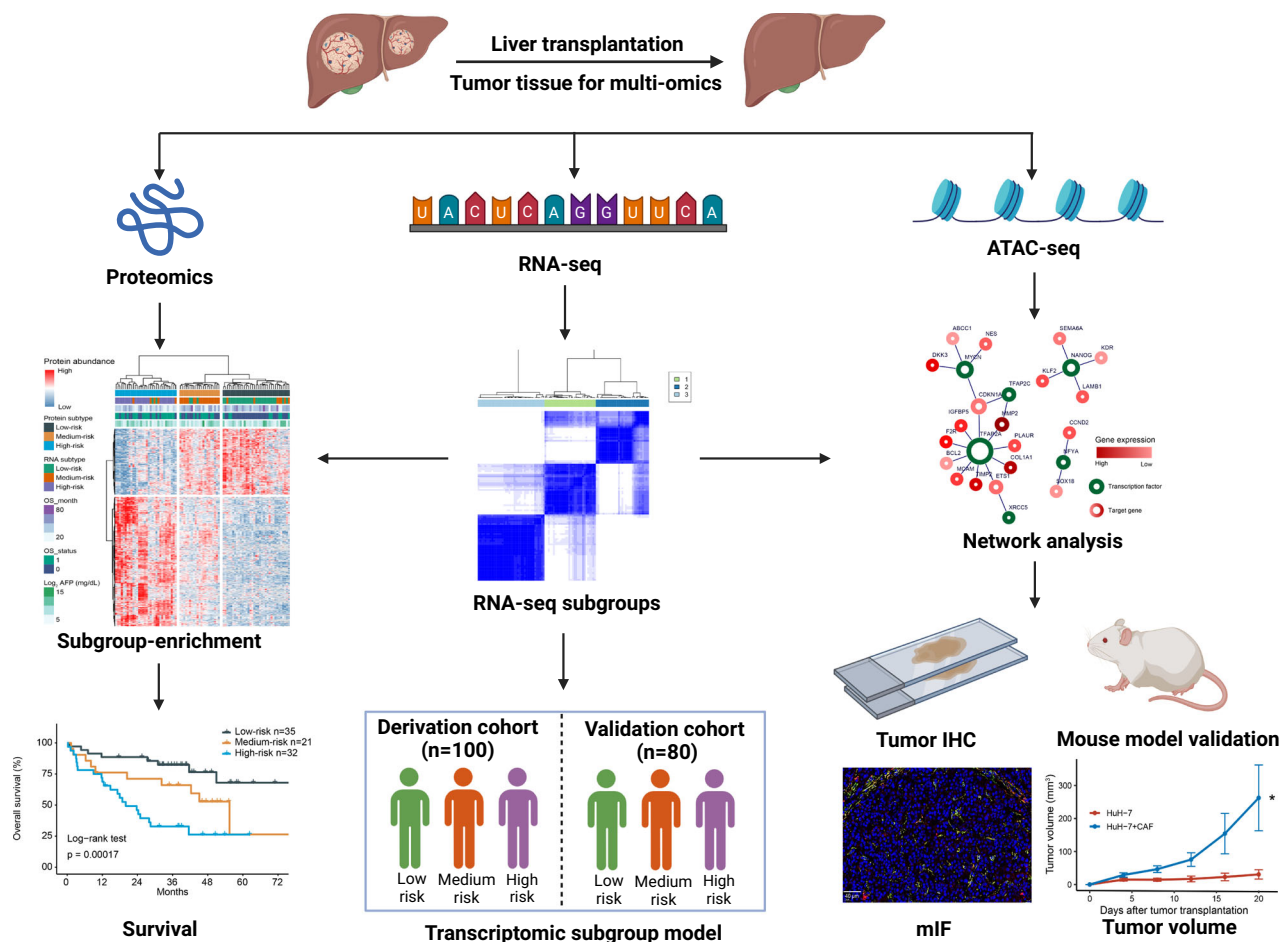 Liver transplantation
Tumor tissue for multi-omics
Proteomics
U A C U C A G G U U C A
RNA-seq
ATAC-seq
Protein abundance
High
Low
Protein subtype
Low-risk
Medium-risk
High-risk
RNA subtype
Low-risk
Medium-risk
High-risk
OS_month
80
20
OS_status
1
0
Log₂ AFP (mg/dL)
15
5
Subgroup-enrichment
1
2
3
RNA-seq subgroups
ABCC1
NES
DKK3
MYCN
CDKN1A
TFAP2C
IGFBP5
MMP2
F2R
TFAP2A
PLAUR
BCL2
COL1A1
MCAM
TIMP2
ETS1
XRCC5
SEMA6A
NANOG
KDR
KLF2
LAMB1
CCND2
NFYA
SOX18
Gene expression
High
Low
Transcription factor
Target gene
Network analysis
Low-risk n=35
Medium-risk n=21
High-risk n=32
Overall survival (%)
100
75
50
25
00
Log-rank test
p = 0.00017
0 12 24 36 48 60 72
Months
Survival
Derivation cohort
(n=100)
Validation cohort
(n=80)
Low
risk
Medium
risk
High
risk
Low
risk
Medium
risk
High
risk
Transcriptomic subgroup model
Tumor IHC
Mouse model validation
40 μm
mIF
Tumor volume (mm³)
300
200
100
0
HuH-7
HuH-7+CAF
*
0 5 10 15 20
Days after tumor transplantation
Tumor volume